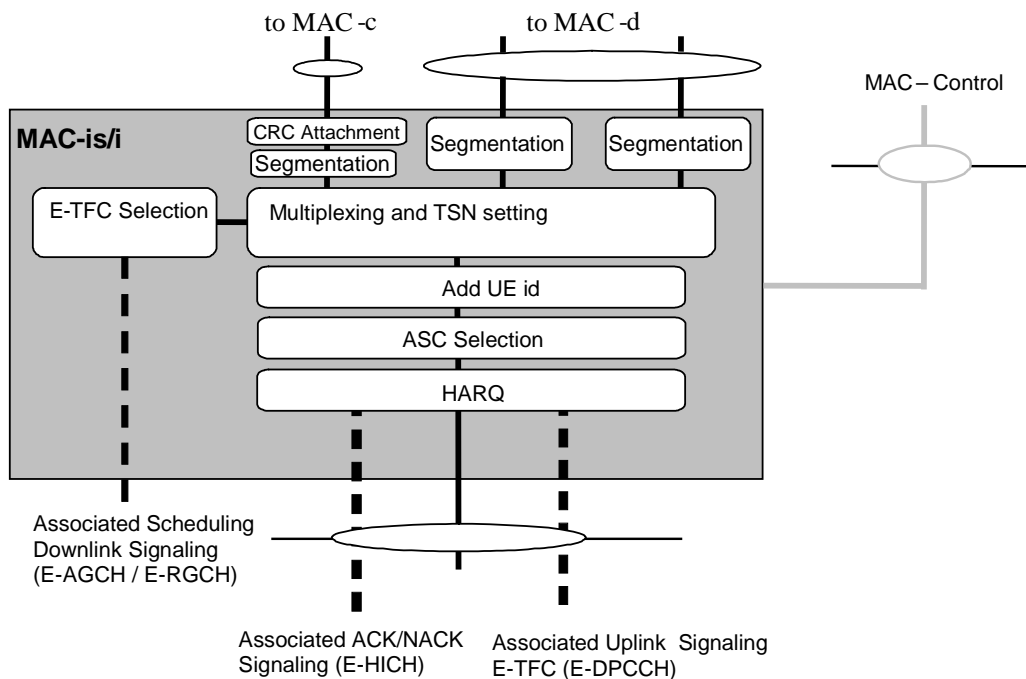 to MAC -c
to MAC -d
MAC – Control
MAC-is/i
CRC Attachment
Segmentation
Segmentation
Segmentation
E-TFC Selection
Multiplexing and TSN setting
Add UE id
ASC Selection
HARQ
Associated Scheduling
Downlink Signaling
(E-AGCH / E-RGCH)
Associated ACK/NACK
Signaling (E-HICH)
Associated Uplink Signaling
E-TFC (E-DPCCH)